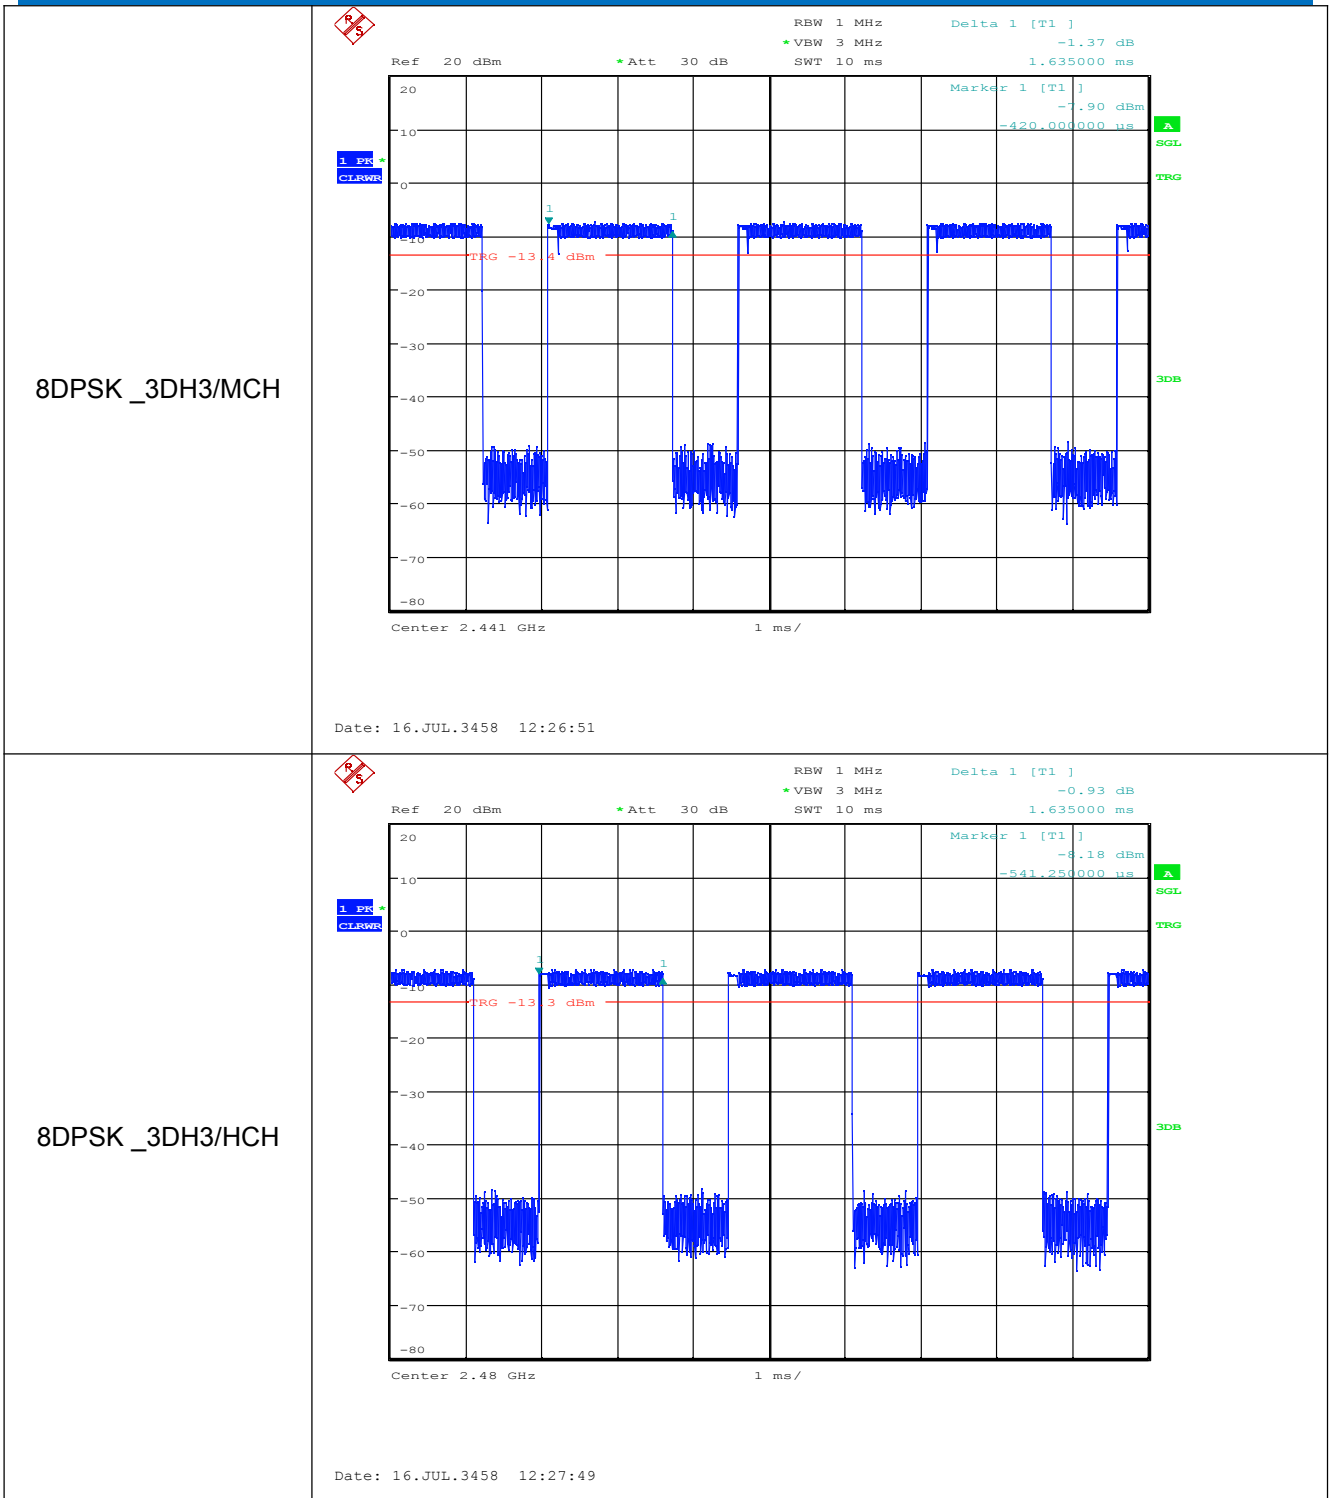 8DPSK _3DH3/MCH
R S
RBW 1 MHz Delta 1 [T1 ]
*VBW 3 MHz -1.37 dB
Ref 20 dBm *Att 30 dB SWT 10 ms 1.635000 ms
20 Marker 1 [T1 ]
-7.90 dBm
-420.000000 us A
10
SGL
1 PK *
CLRWR TRG
0
1 1
-10
TRG -13.4 dBm
-20
-30
3DB
-40
-50
-60
-70
-80
Center 2.441 GHz 1 ms/
Date: 16.JUL.3458 12:26:51
8DPSK _3DH3/HCH
R S
RBW 1 MHz Delta 1 [T1 ]
*VBW 3 MHz -0.93 dB
Ref 20 dBm *Att 30 dB SWT 10 ms 1.635000 ms
20 Marker 1 [T1 ]
-8.18 dBm
-541.250000 us A
10
SGL
1 PK *
CLRWR TRG
0
1 1
-10
TRG -13.3 dBm
-20
-30
3DB
-40
-50
-60
-70
-80
Center 2.48 GHz 1 ms/
Date: 16.JUL.3458 12:27:49